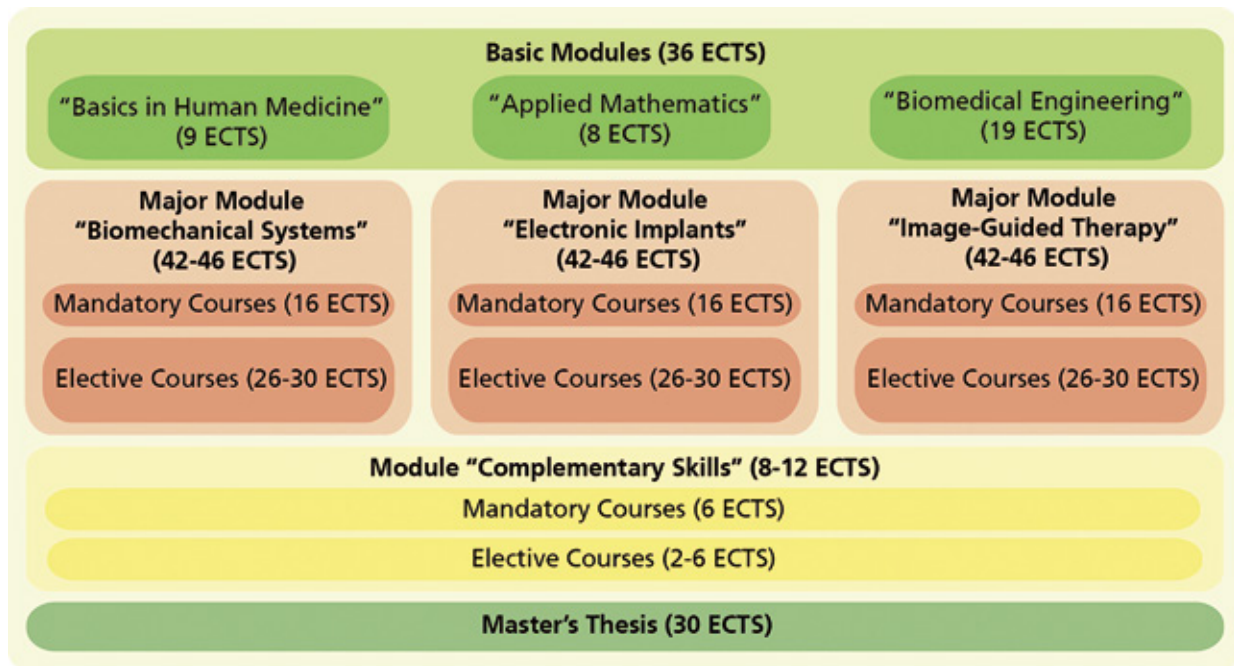 Basic Modules (36 ECTS)
“Basics in Human Medicine”
(9 ECTS)
“Applied Mathematics”
(8 ECTS)
“Biomedical Engineering”
(19 ECTS)
Major Module
“Biomechanical Systems”
(42-46 ECTS)
Mandatory Courses (16 ECTS)
Elective Courses (26-30 ECTS)
Major Module
“Electronic Implants”
(42-46 ECTS)
Mandatory Courses (16 ECTS)
Elective Courses (26-30 ECTS)
Major Module
“Image-Guided Therapy”
(42-46 ECTS)
Mandatory Courses (16 ECTS)
Elective Courses (26-30 ECTS)
Module “Complementary Skills” (8-12 ECTS)
Mandatory Courses (6 ECTS)
Elective Courses (2-6 ECTS)
Master’s Thesis (30 ECTS)